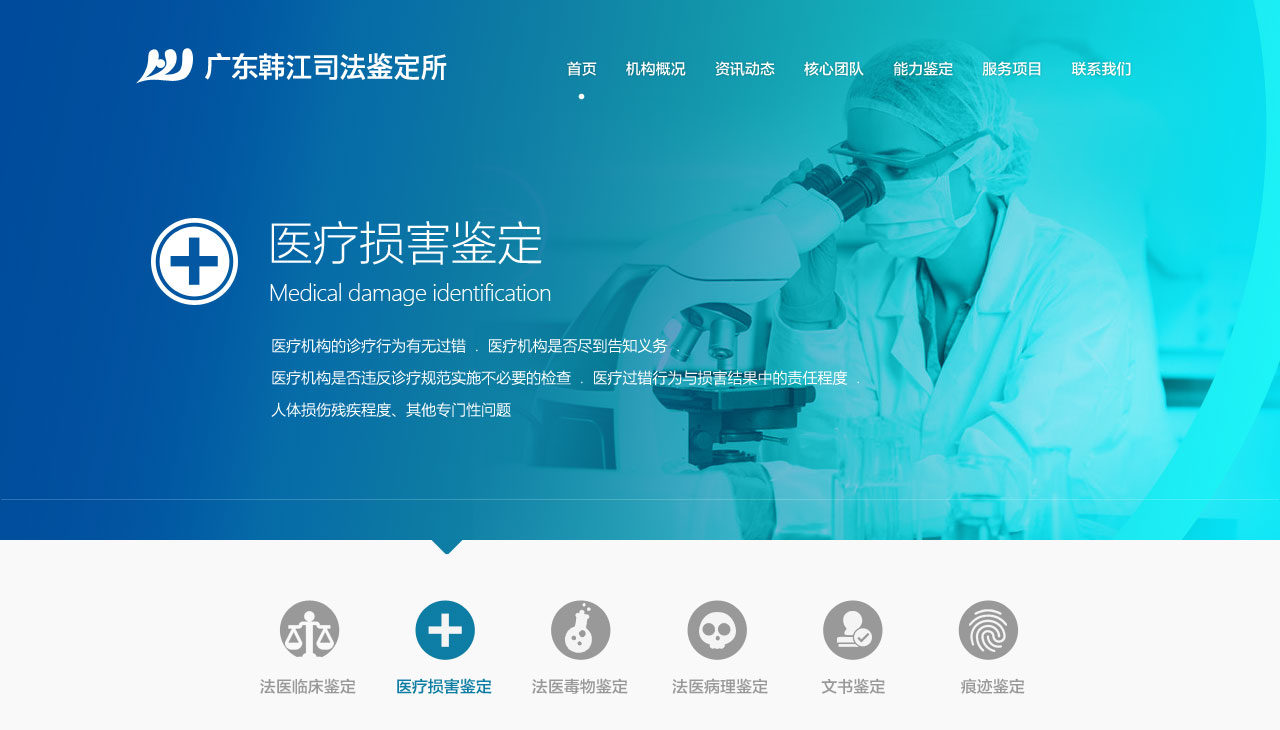 广东韩江司法鉴定所
首页 机构概况 资讯动态 核心团队 能力鉴定 服务项目 联系我们
医疗损害鉴定
Medical damage identification
医疗机构的诊疗行为有无过错 . 医疗机构是否尽到告知义务 .
医疗机构是否违反诊疗规范实施不必要的检查 . 医疗过错行为与损害结果中的责任程度 .
人体损伤残疾程度、其他专门性问题
法医临床鉴定 医疗损害鉴定 法医毒物鉴定 法医病理鉴定 文书鉴定 痕迹鉴定